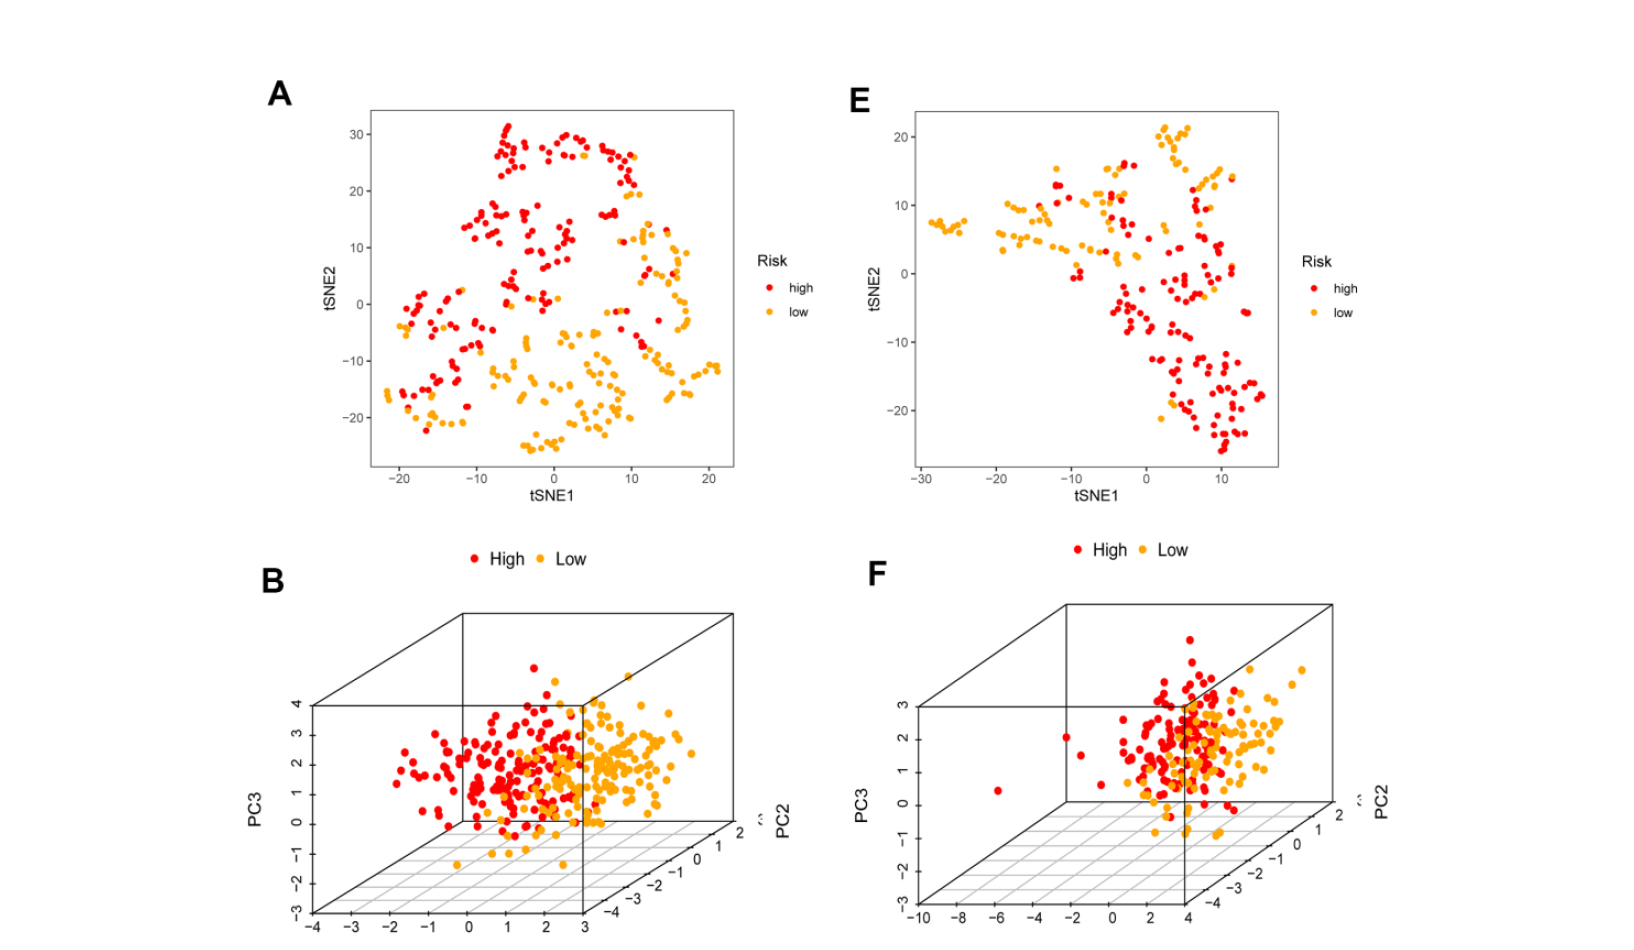 A
30
20
10
0
−10
−20
−20 −10 0 10 20
tSNE1
tSNE2
Risk
high
low
E
20
10
0
−10
−20
−30 −20 −10 0 10
tSNE1
tSNE2
Risk
high
low
B
High Low
4
3
2
1
0
−1
−2
−3
PC3
−4 −3 −2 −1 0 1 2 3
−4
−3
−2
−1
0
1
2
PC2
F
High Low
3
2
1
0
−1
−2
−3
PC3
−10 −8 −6 −4 −2 0 2 4
−4
−3
−2
−1
0
1
2
PC2